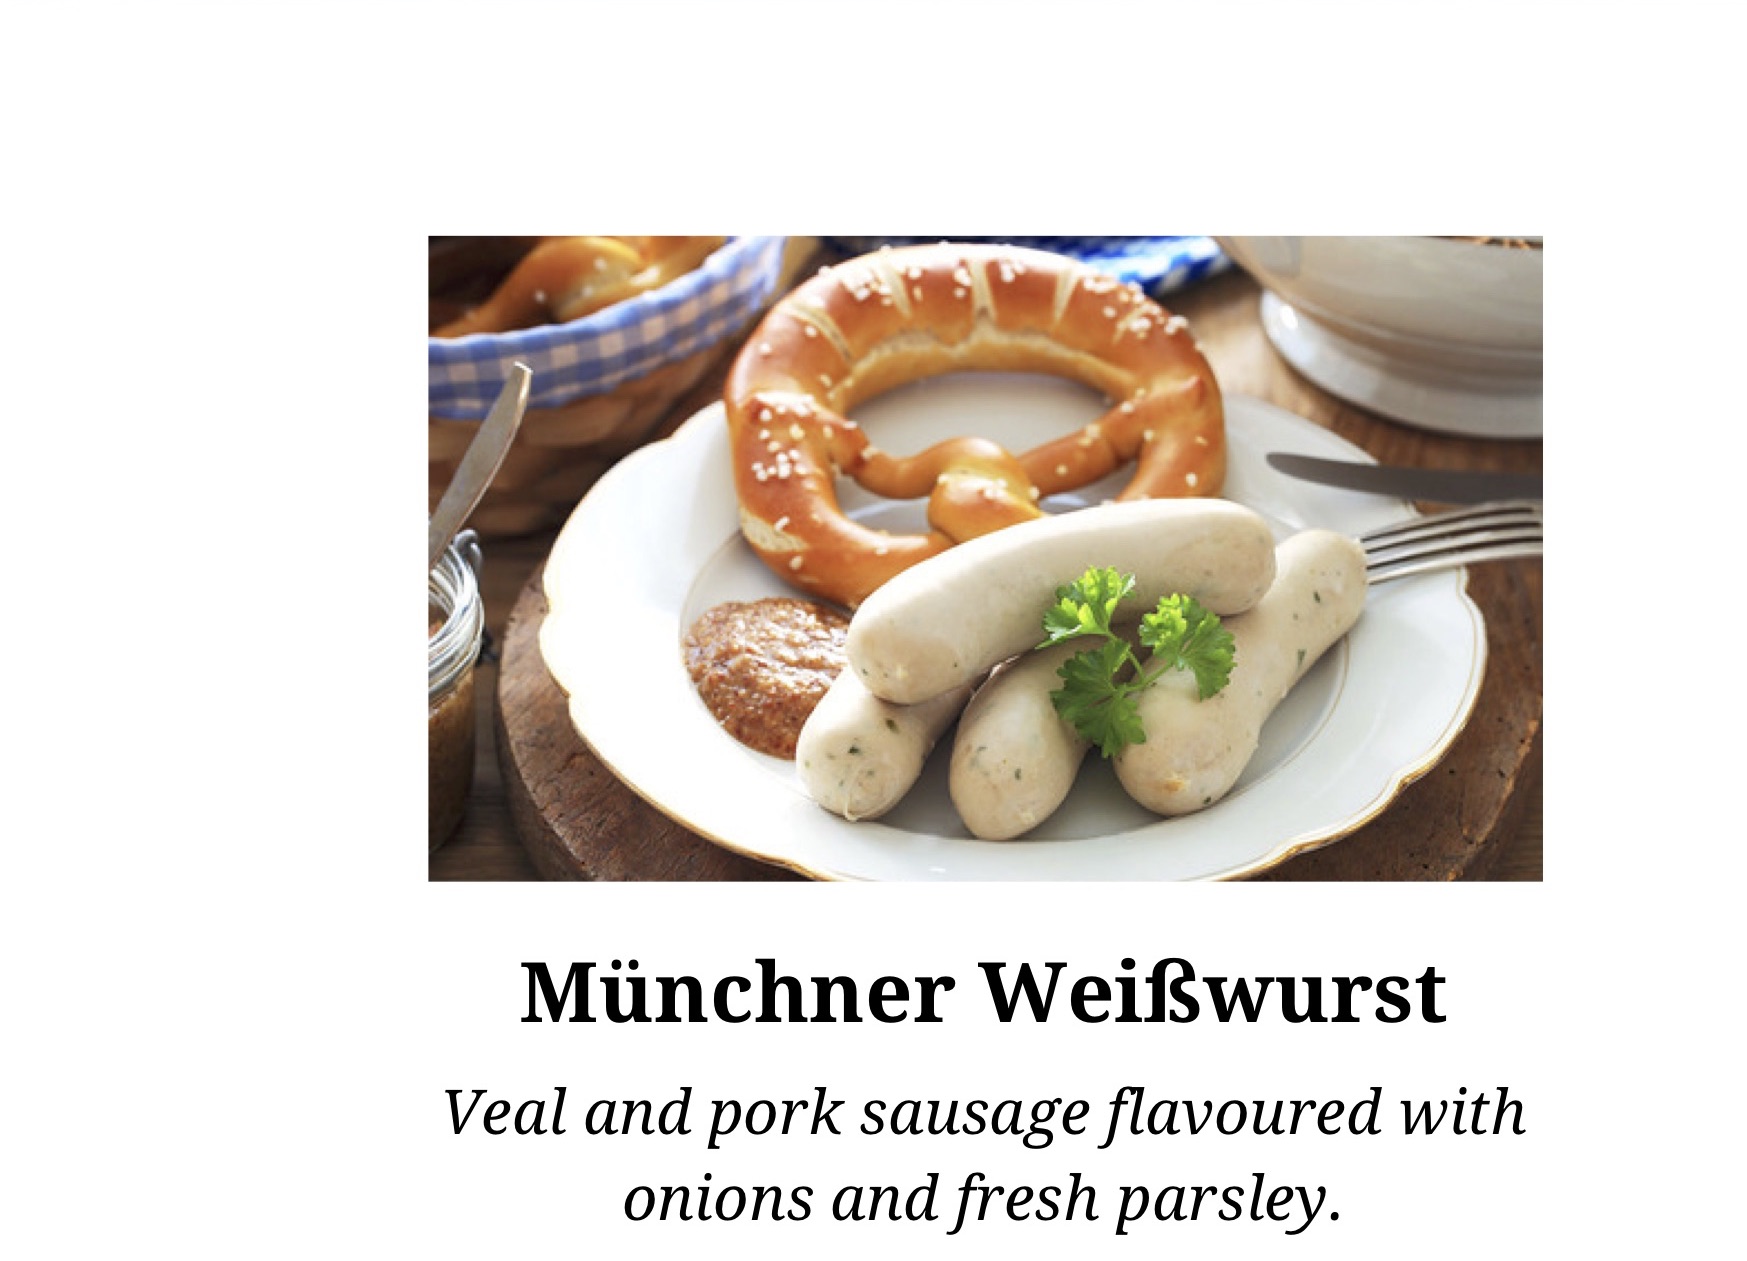 Münchner Weißwurst
Veal and pork sausage flavoured with
onions and fresh parsley.